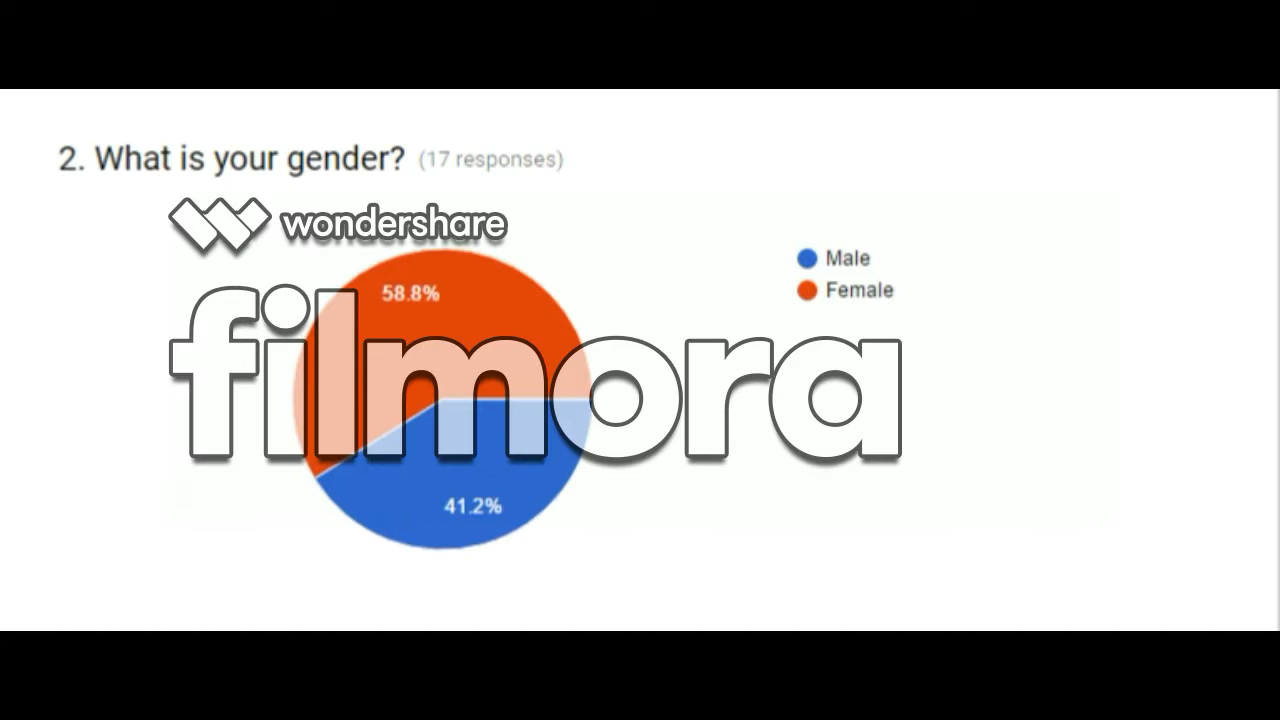 2. What is your gender? (17 responses)
wondershare
filmora
58.8%
41.2%
Male
Female